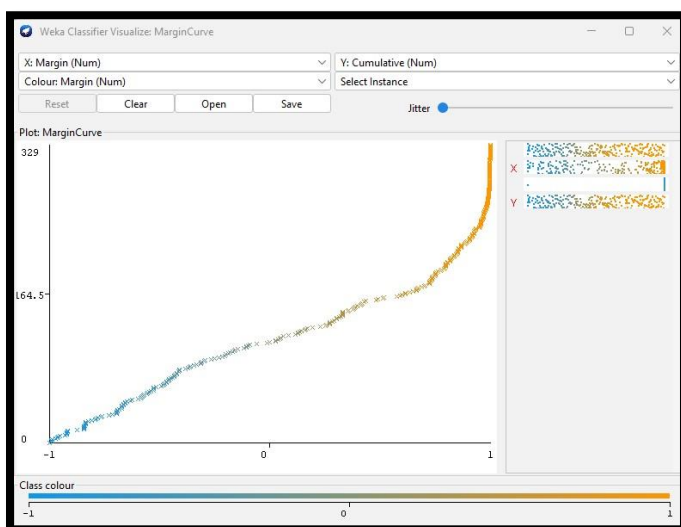 Weka Classifier Visualize: MarginCurve
X: Margin (Num)
Y: Cumulative (Num)
Colour: Margin (Num)
Select Instance
Reset
Clear
Open
Save
Jitter
Plot: MarginCurve
329
X
Y
164.5
0
-1
0
1
Class colour
-1
0
1